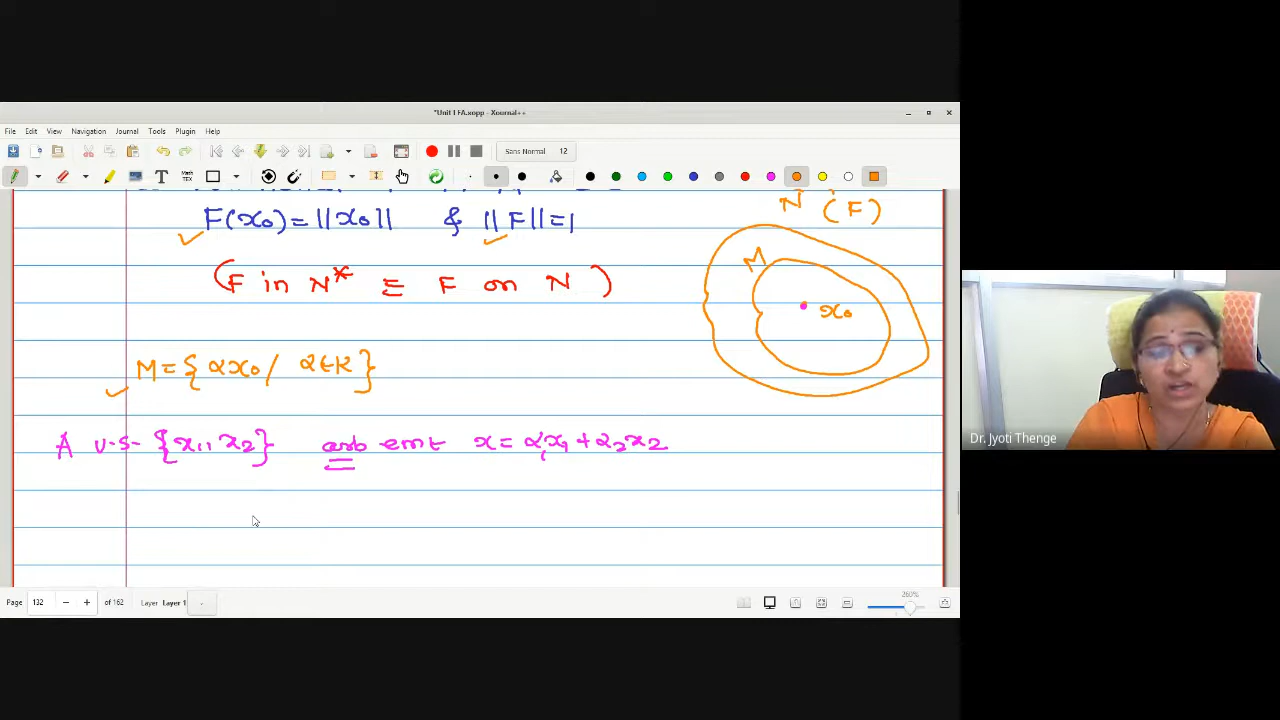 *Unit I FA.xopp - Xournal++
File Edit View Navigation Journal Tools Plugin Help
Sans Normal 12
F(x₀)=||x₀|| & ||F||=1
N (F)
(F in N* ≡ F on N )
M
x₀
M={αx₀/ α∈K}
A v.s- {x₁, x₂} arb emt x = α₁x₁+α₂x₂
Dr. Jyoti Thenge
Page 132 of 162 Layer Layer 1
260%